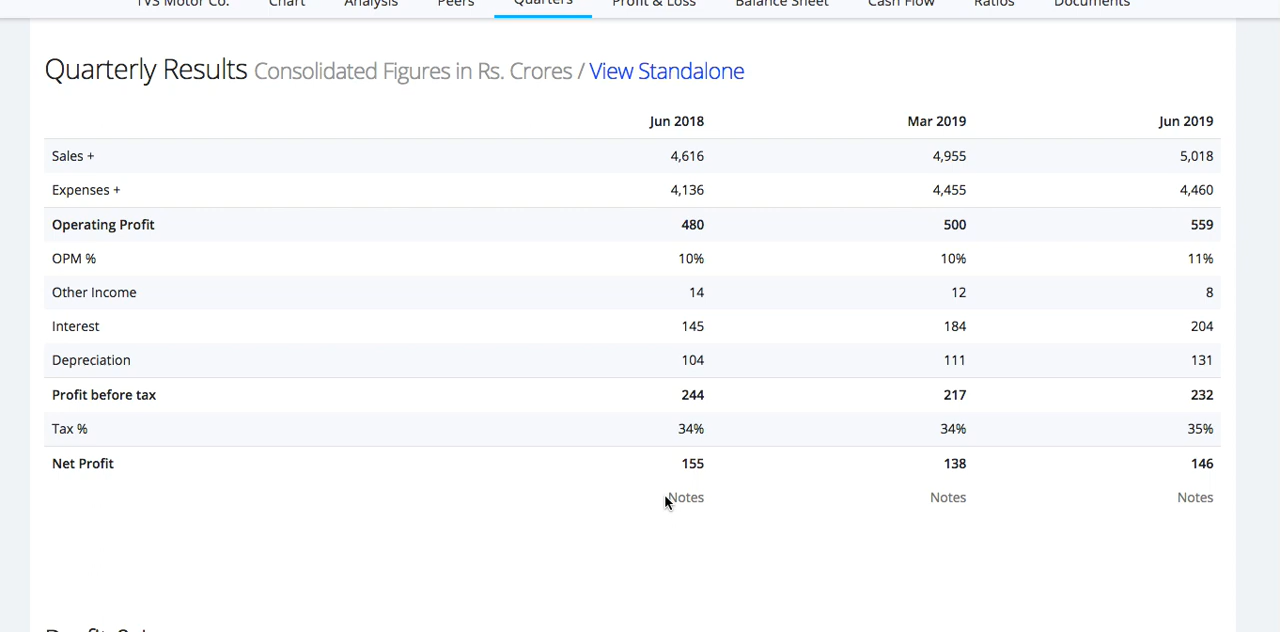 TVS Motor Co. Chart Analysis Peers Quarters Profit & Loss Balance Sheet Cash Flow Ratios Documents
Quarterly Results Consolidated Figures in Rs. Crores / View Standalone
Jun 2018 Mar 2019 Jun 2019
Sales + 4,616 4,955 5,018
Expenses + 4,136 4,455 4,460
Operating Profit 480 500 559
OPM % 10% 10% 11%
Other Income 14 12 8
Interest 145 184 204
Depreciation 104 111 131
Profit before tax 244 217 232
Tax % 34% 34% 35%
Net Profit 155 138 146
Notes Notes Notes